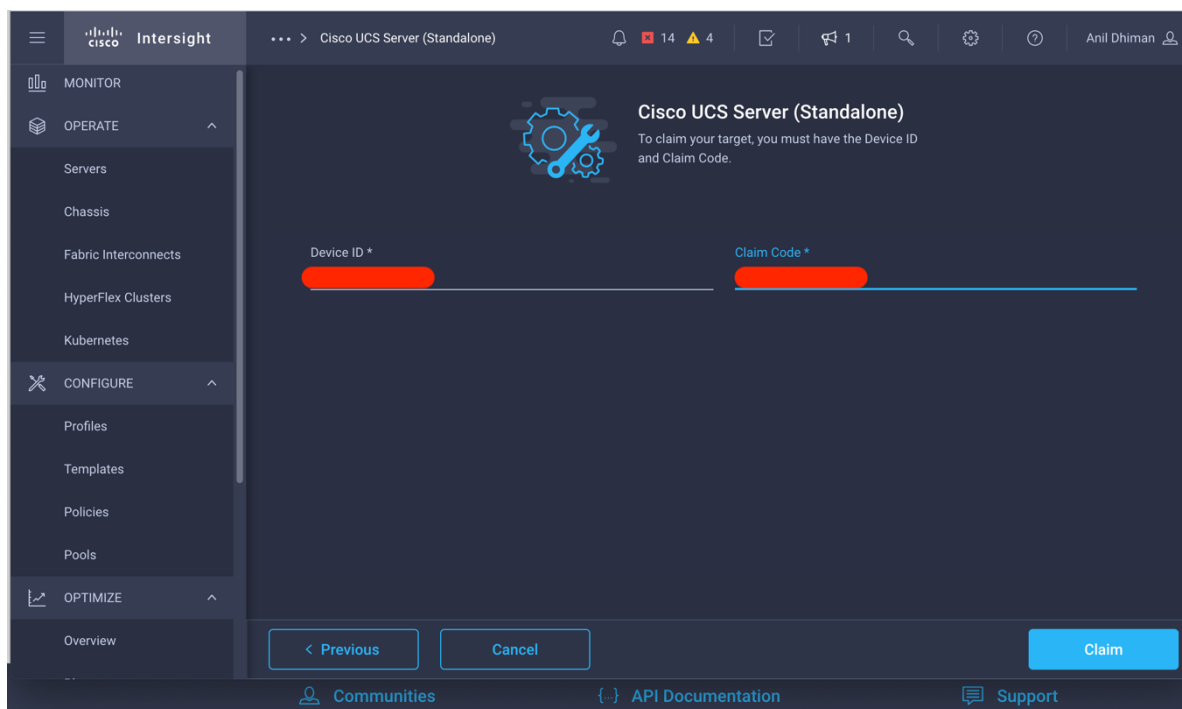 cisco Intersight
••• > Cisco UCS Server (Standalone)
14 4
1
Anil Dhiman
MONITOR
OPERATE
Servers
Chassis
Fabric Interconnects
HyperFlex Clusters
Kubernetes
CONFIGURE
Profiles
Templates
Policies
Pools
OPTIMIZE
Overview
Cisco UCS Server (Standalone)
To claim your target, you must have the Device ID
and Claim Code.
Device ID *
Claim Code *
< Previous
Cancel
Claim
Communities
{...} API Documentation
Support